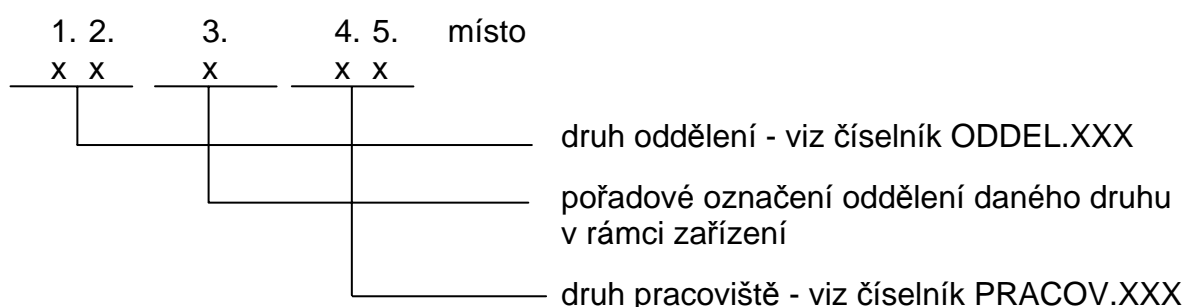 1. 2. 3. 4. 5. místo
x x x x x
druh oddělení - viz číselník ODDEL.XXX
pořadové označení oddělení daného druhu
v rámci zařízení
druh pracoviště - viz číselník PRACOV.XXX